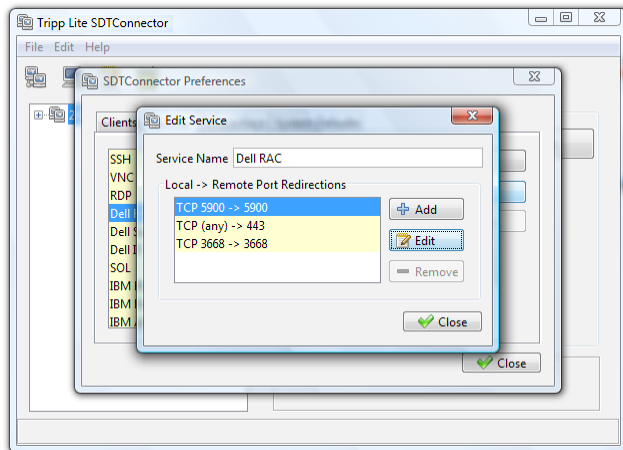 Tripp Lite SDTConnector
File Edit Help
SDTConnector Preferences
Clients
Edit Service
Service Name Dell RAC
Local -> Remote Port Redirections
TCP 5900 -> 5900
TCP (any) -> 443
TCP 3668 -> 3668
Add
Edit
Remove
Close
SSH
VNC
RDP
Dell
Dell
Dell
SOL
IBM
IBM
IBM
Close
2